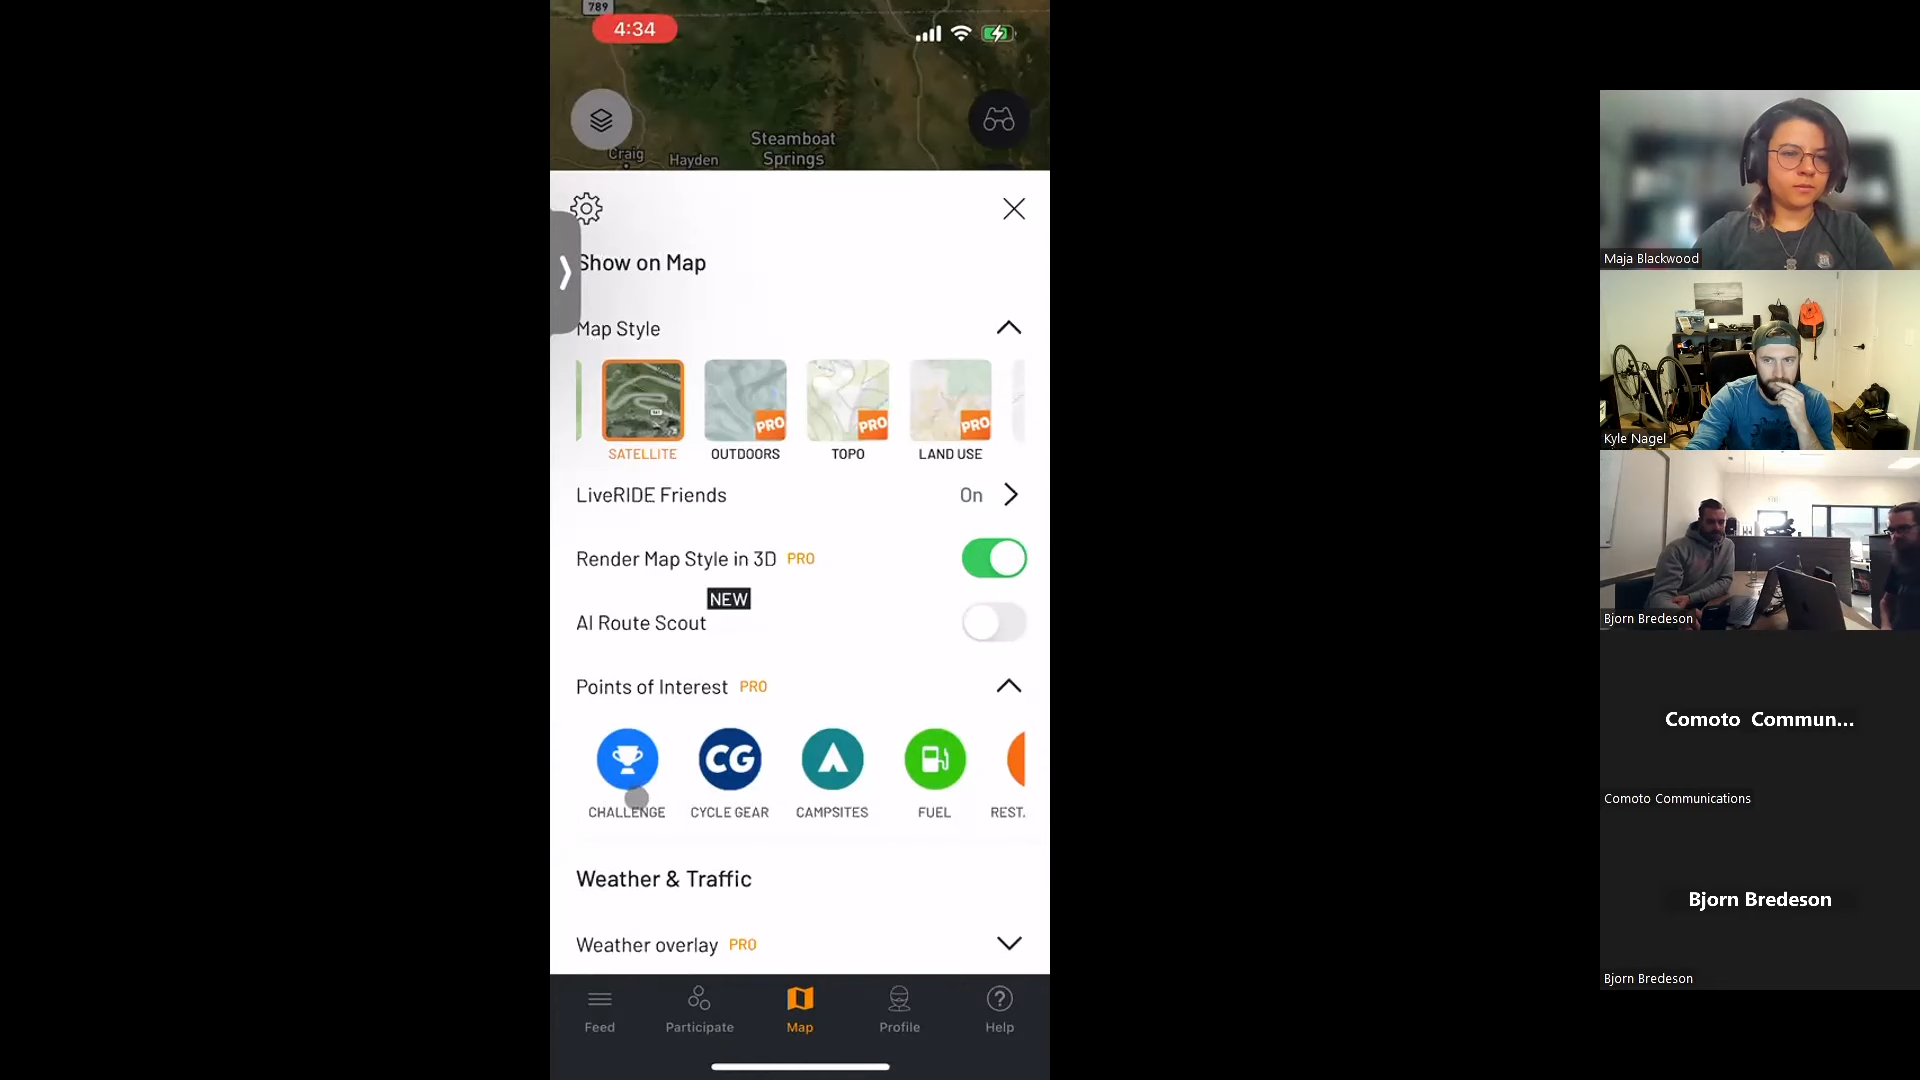 789
4:34
Steamboat
Springs
Craig
Hayden
Show on Map
Map Style
PRO
PRO
PRO
SATELLITE
OUTDOORS
TOPO
LAND USE
LiveRIDE Friends
On
Render Map Style in 3D PRO
NEW
AI Route Scout
Points of Interest PRO
CG
CHALLENGE
CYCLE GEAR
CAMPSITES
FUEL
REST.
Weather & Traffic
Weather overlay PRO
Feed
Participate
Map
Profile
Help
Maja Blackwood
Kyle Nagel
Bjorn Bredeson
Comoto Commun...
Comoto Communications
Bjorn Bredeson
Bjorn Bredeson